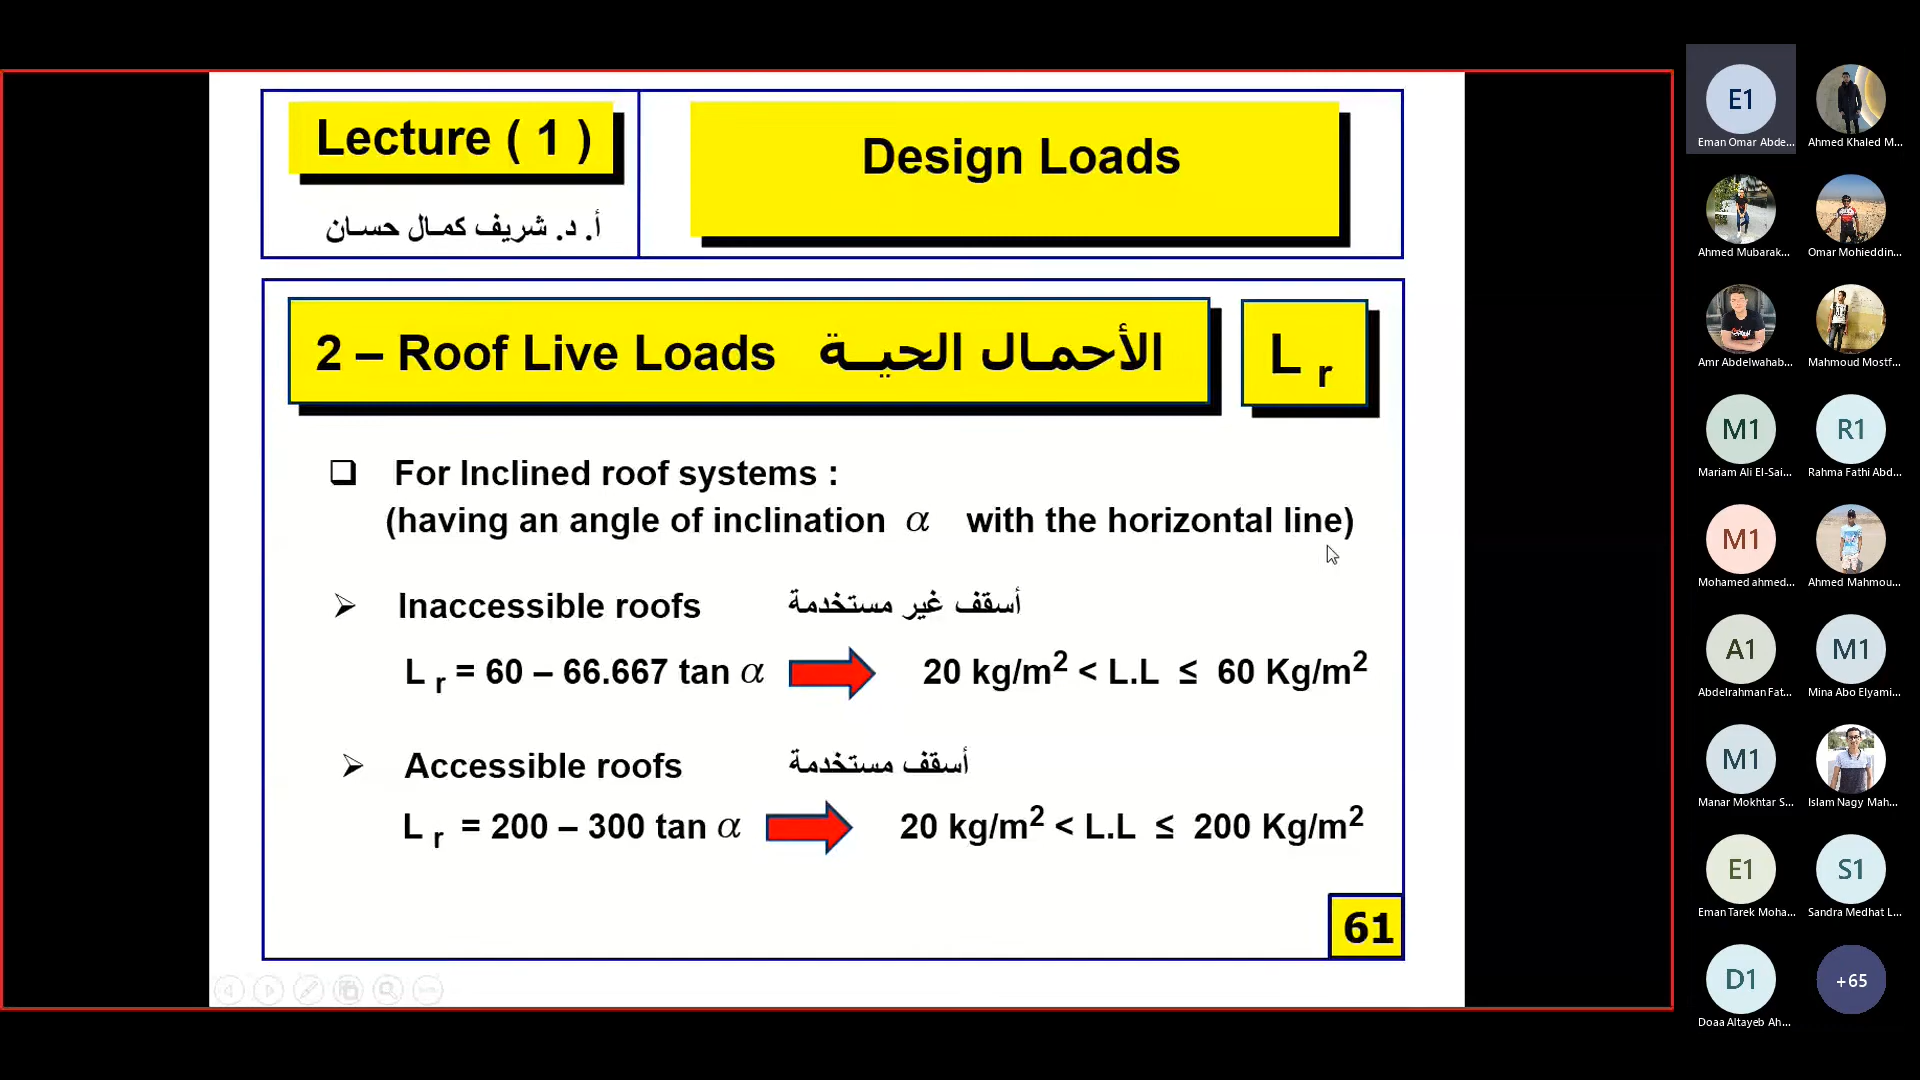 Lecture ( 1 )
أ. د. شريف كمـال حسـان
Design Loads
2 – Roof Live Loads الأحمـال الحيــة
L r
❑ For Inclined roof systems :
(having an angle of inclination α with the horizontal line)
➢ Inaccessible roofs أسقف غير مستخدمة
L r = 60 – 66.667 tan α 20 kg/m2 < L.L ≤ 60 Kg/m2
➢ Accessible roofs أسقف مستخدمة
L r = 200 – 300 tan α 20 kg/m2 < L.L ≤ 200 Kg/m2
61
E1
Eman Omar Abde...
Ahmed Khaled M...
Ahmed Mubarak...
Omar Mohieddin...
Amr Abdelwahab...
Mahmoud Mostf...
M1
R1
Mariam Ali El-Sai...
Rahma Fathi Abd...
M1
Mohamed ahmed...
Ahmed Mahmou...
A1
M1
Abdelrahman Fat...
Mina Abo Elyami...
M1
Manar Mokhtar S...
Islam Nagy Mah...
E1
S1
Eman Tarek Moha...
Sandra Medhat L...
D1
+65
Doaa Altayeb Ah...